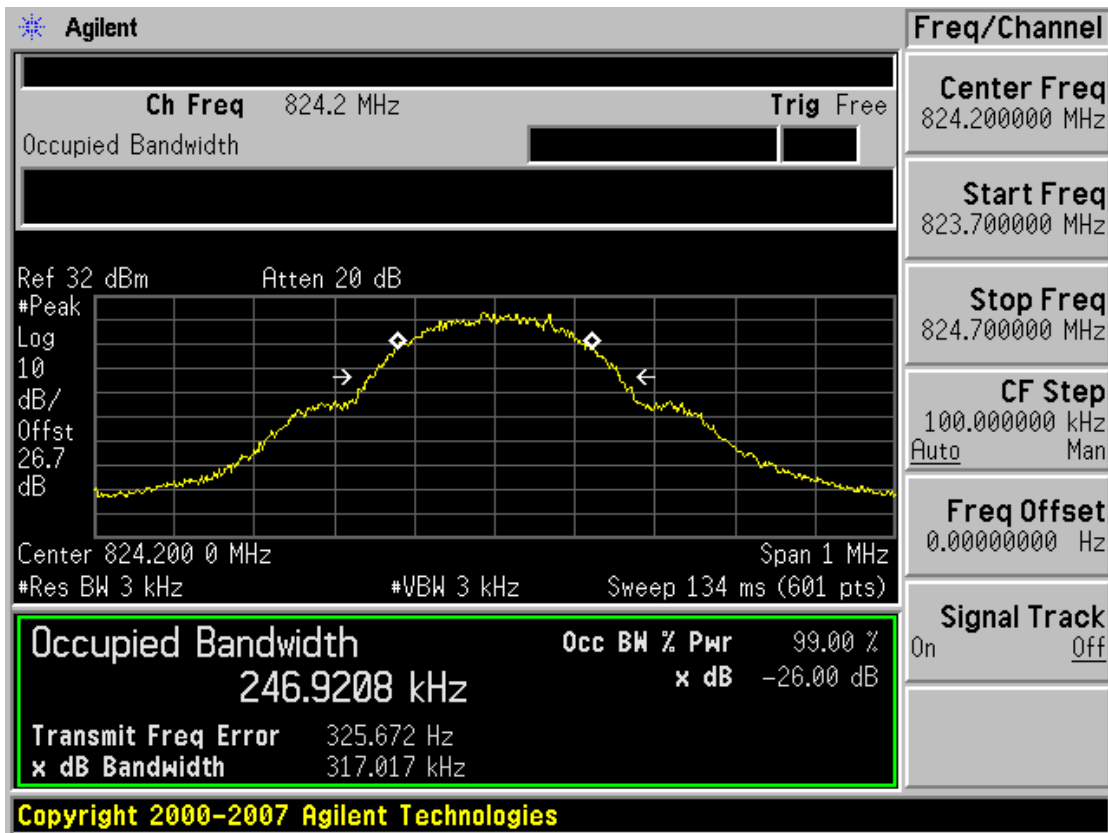 Agilent
Freq/Channel
Ch Freq 824.2 MHz Trig Free
Occupied Bandwidth
Center Freq
824.200000 MHz
Start Freq
823.700000 MHz
Stop Freq
824.700000 MHz
CF Step
100.000000 kHz
Auto Man
Freq Offset
0.00000000 Hz
Signal Track
On Off
Ref 32 dBm Atten 20 dB
#Peak
Log
10
dB/
Offst
26.7
dB
Center 824.200 0 MHz Span 1 MHz
#Res BW 3 kHz #VBW 3 kHz Sweep 134 ms (601 pts)
Occupied Bandwidth
246.9208 kHz
Occ BW % Pwr 99.00 %
x dB -26.00 dB
Transmit Freq Error 325.672 Hz
x dB Bandwidth 317.017 kHz
Copyright 2000-2007 Agilent Technologies